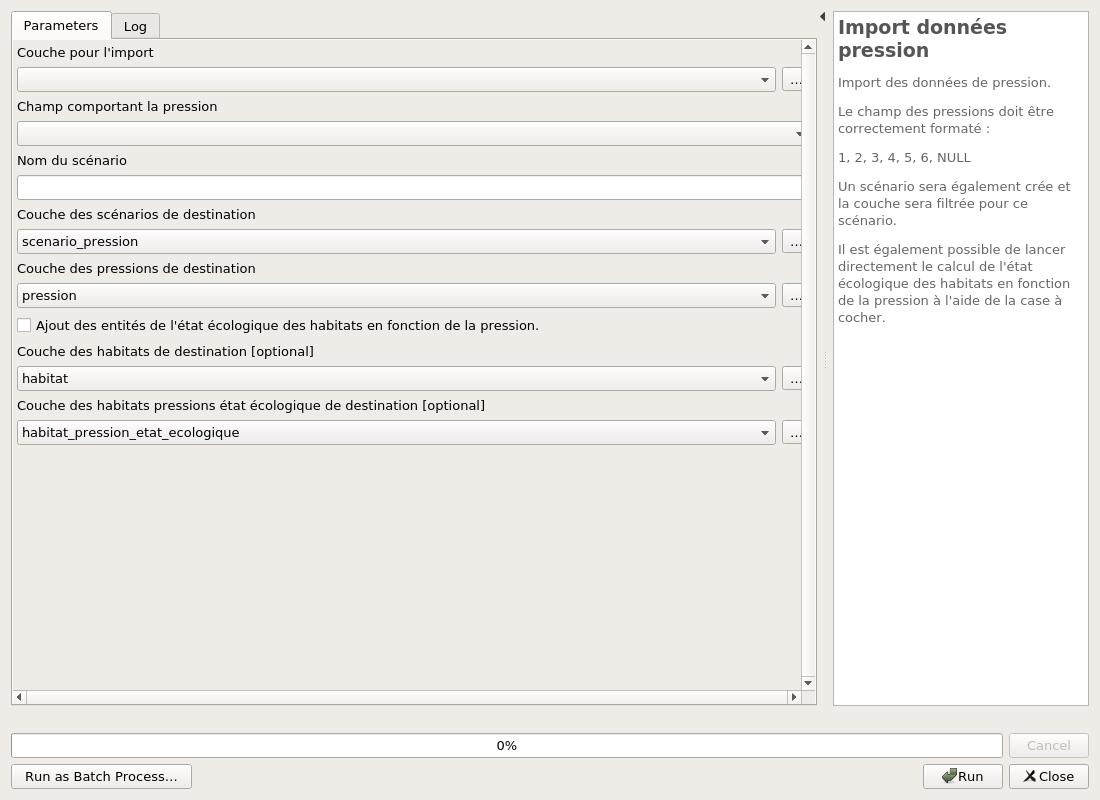 Parameters
Log
Couche pour l'import
...
Champ comportant la pression
Nom du scénario
Couche des scénarios de destination
scenario_pression
...
Couche des pressions de destination
pression
...
Ajout des entités de l'état écologique des habitats en fonction de la pression.
Couche des habitats de destination [optional]
habitat
...
Couche des habitats pressions état écologique de destination [optional]
habitat_pression_etat_ecologique
...
Import données
pression
Import des données de pression.
Le champ des pressions doit être
correctement formaté :
1, 2, 3, 4, 5, 6, NULL
Un scénario sera également crée et
la couche sera filtrée pour ce
scénario.
Il est également possible de lancer
directement le calcul de l'état
écologique des habitats en fonction
de la pression à l'aide de la case à
cocher.
0%
Cancel
Run as Batch Process...
Run
Close